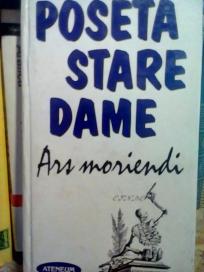 POSETA
STARE
DAME
Ars moriendi
ATENEUM